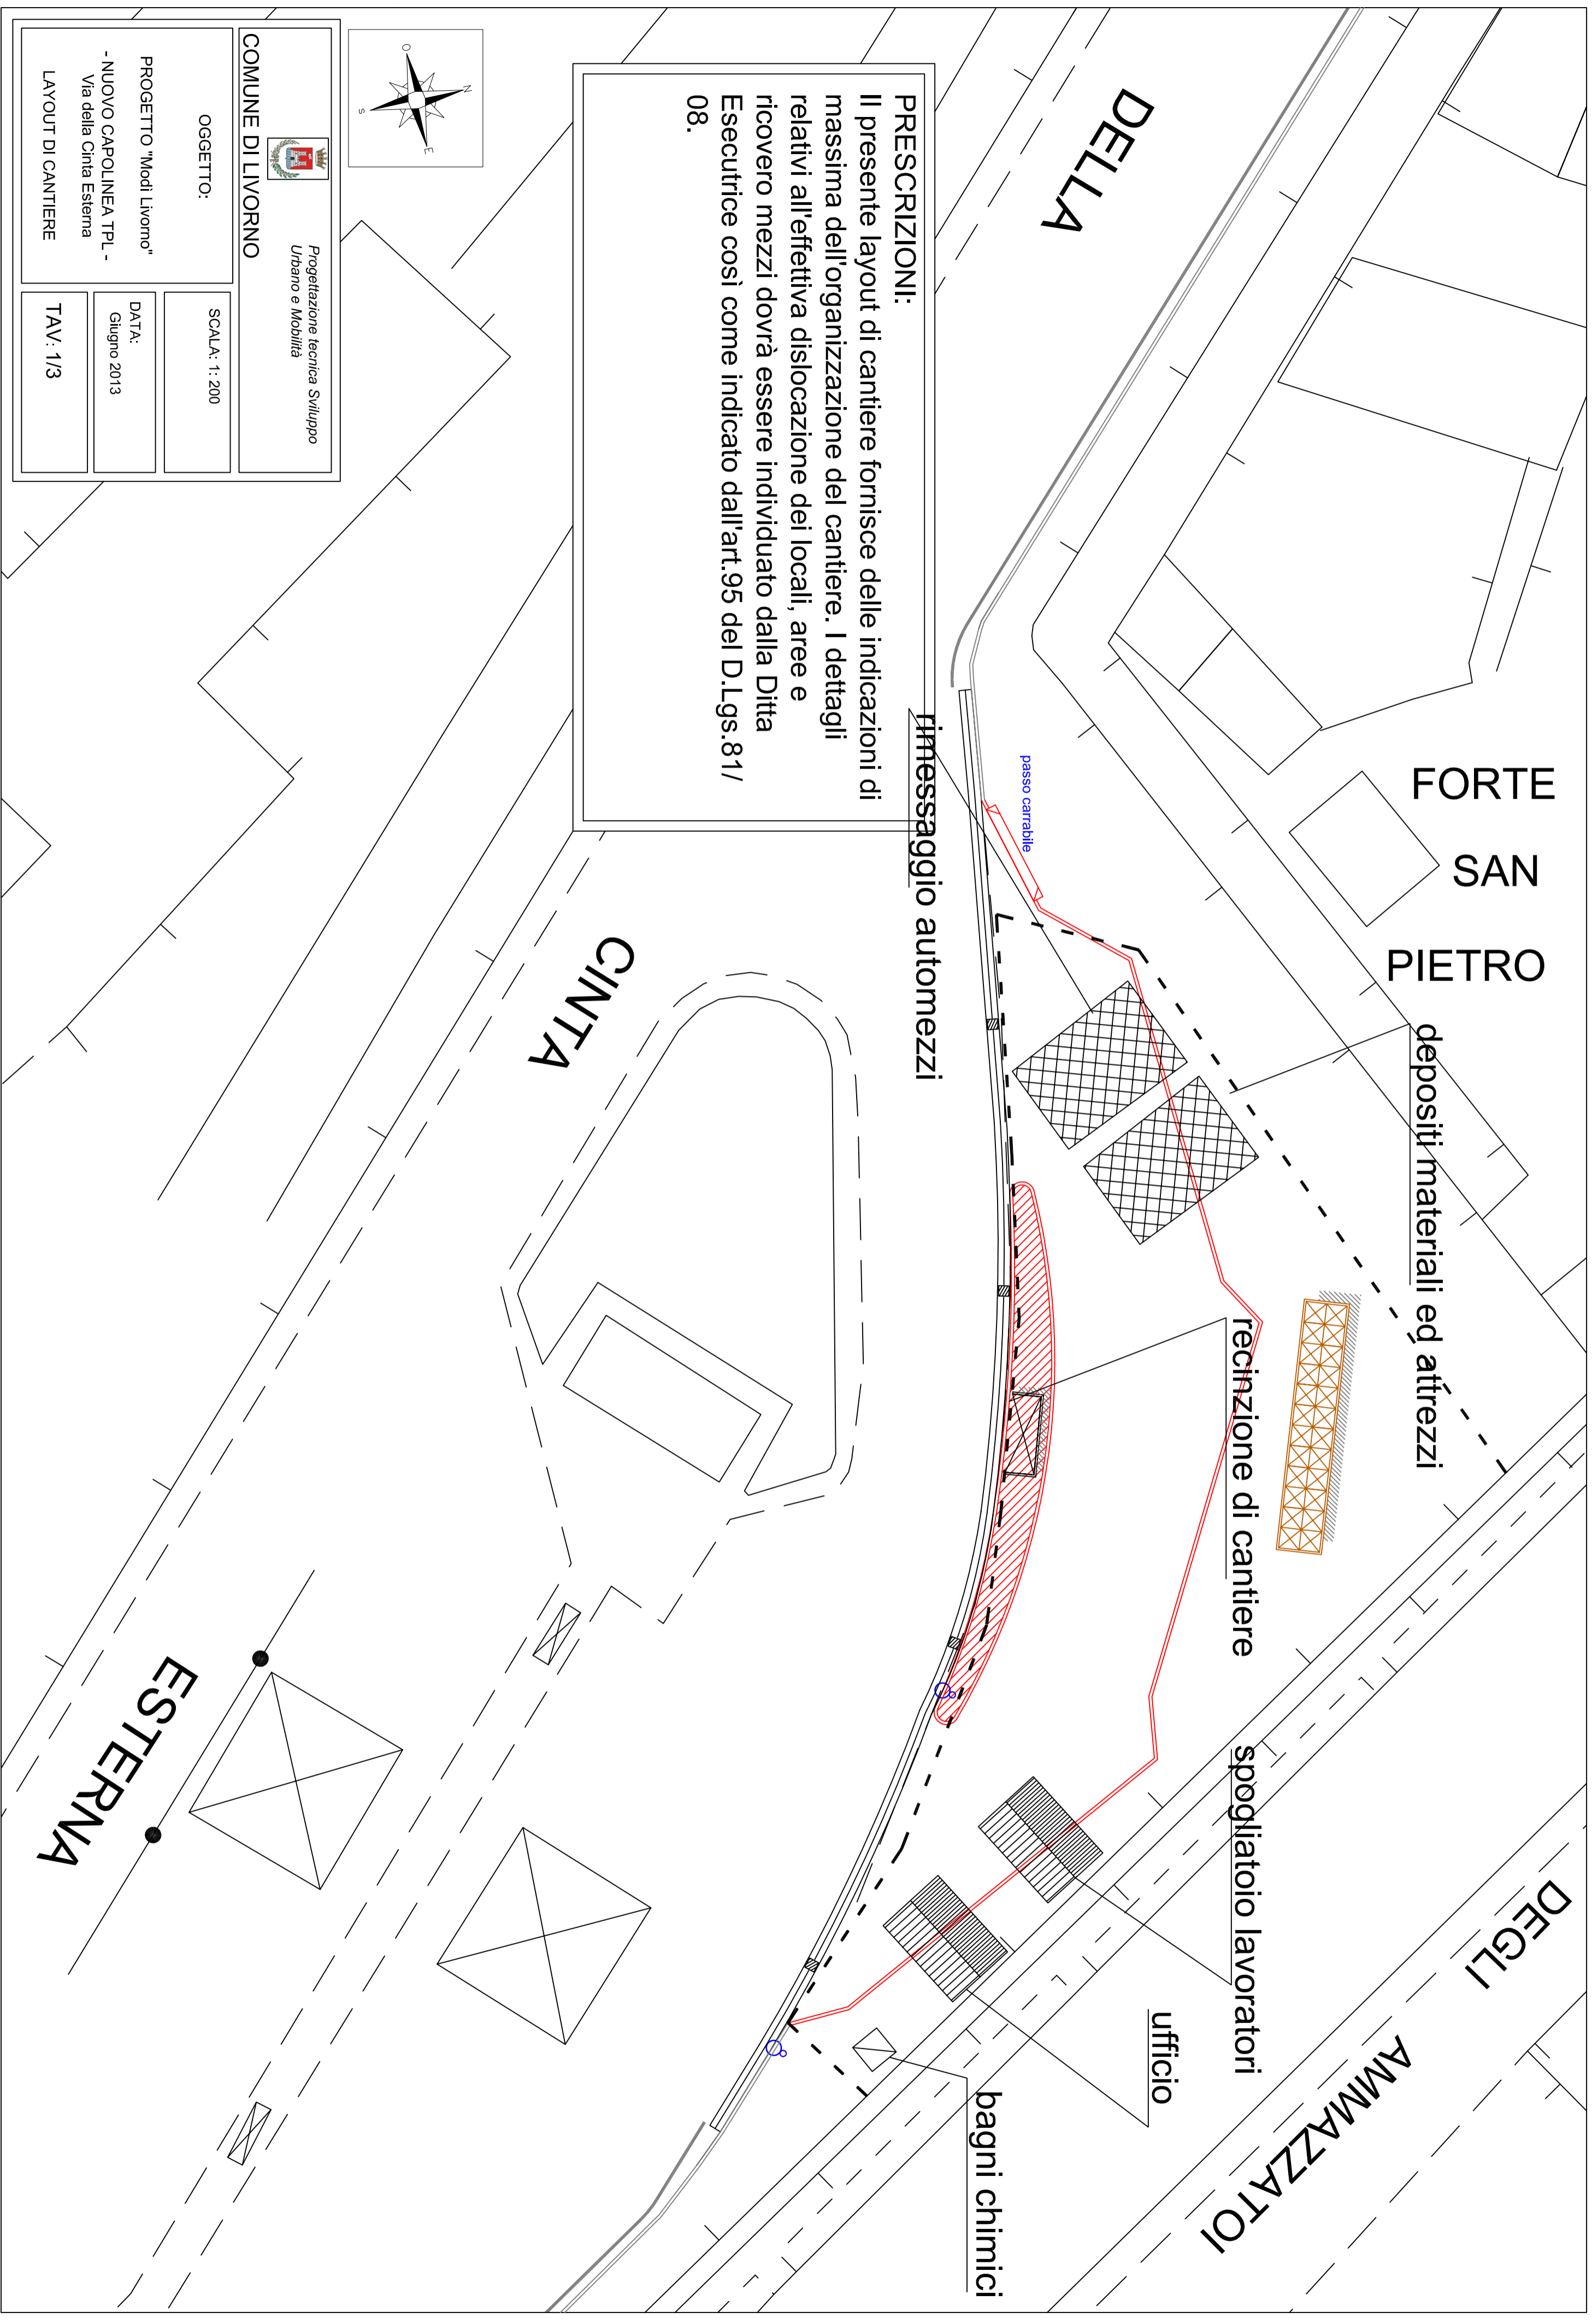 DELLA
CINTA
ESTERNA
FORTE
SAN
PIETRO
DEGLI
AMMAZZATOI
depositi materiali ed attrezzi
recinzione di cantiere
spogliatoio lavoratori
ufficio
bagni chimici
passo carrabile
rimessaggio automezzi
PRESCRIZIONI:
Il presente layout di cantiere fornisce delle indicazioni di
massima dell'organizzazione del cantiere. I dettagli
relativi all'effettiva dislocazione dei locali, aree e
ricovero mezzi dovrà essere individuato dalla Ditta
Esecutrice così come indicato dall'art.95 del D.Lgs.81/
08.
N
E
S
O
Progettazione tecnica Sviluppo
Urbano e Mobilità
COMUNE DI LIVORNO
OGGETTO:
PROGETTO "Modì Livorno"
- NUOVO CAPOLINEA TPL -
Via della Cinta Esterna
LAYOUT DI CANTIERE
SCALA: 1: 200
DATA:
Giugno 2013
TAV: 1/3